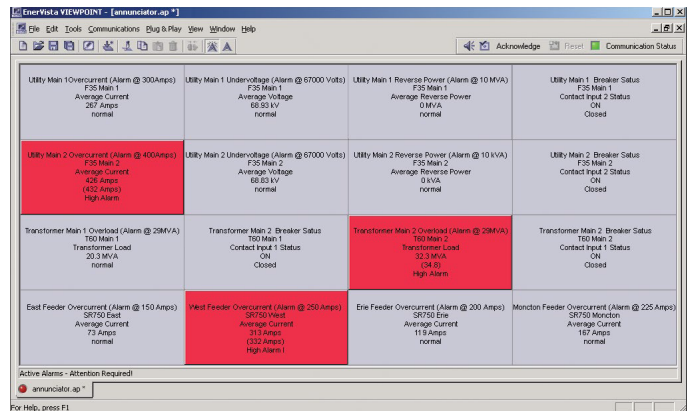 EnerVista VIEWPOINT - [annunciator.ap *]
File Edit Tools Communications Plug & Play View Window Help
Acknowledge Reset Communication Status
Utility Main 1Overcurrent (Alarm @ 300Amps)
F35 Main 1
Average Current
267 Amps
normal
Utility Main 1 Undervoltage (Alarm @ 67000 Volts)
F35 Main 1
Average Voltage
68.93 kV
normal
Utility Main 1 Reverse Power (Alarm @ 10 MVA)
F35 Main 1
Average Reverse Power
0 MVA
normal
Utility Main 1 Breaker Satus
F35 Main 1
Contact Input 2 Status
ON
Closed
Utility Main 2 Overcurrent (Alarm @ 400Amps)
F35 Main 2
Average Current
426 Amps
(432 Amps)
High Alarm
Utility Main 2 Undervoltage (Alarm @ 67000 Volts)
F35 Main 2
Average Voltage
68.83 kV
normal
Utility Main 2 Reverse Power (Alarm @ 10 kVA)
F35 Main 2
Average Reverse Power
0 kVA
normal
Utility Main 2 Breaker Satus
F35 Main 2
Contact Input 2 Status
ON
Closed
Transformer Main 1 Overload (Alarm @ 29MVA)
T60 Main 1
Transformer Load
20.3 MVA
normal
Transformer Main 2 Breaker Satus
T60 Main 1
Contact Input 1 Status
ON
Closed
Transformer Main 2 Overload (Alarm @ 29MVA)
T60 Main 2
Transformer Load
32.3 MVA
(34.8)
High Alarm
Transformer Main 2 Breaker Satus
T60 Main 2
Contact Input 1 Status
ON
Closed
East Feeder Overcurrent (Alarm @ 150 Amps)
SR750 East
Average Current
73 Amps
normal
West Feeder Overcurrent (Alarm @ 250 Amps)
SR750 West
Average Current
313 Amps
(332 Amps)
High Alarm !
Erie Feeder Overcurrent (Alarm @ 200 Amps)
SR750 Erie
Average Current
119 Amps
normal
Moncton Feeder Overcurrent (Alarm @ 225 Amps)
SR750 Moncton
Average Current
167 Amps
normal
Active Alarms - Attention Required!
annunciator.ap *
For Help, press F1